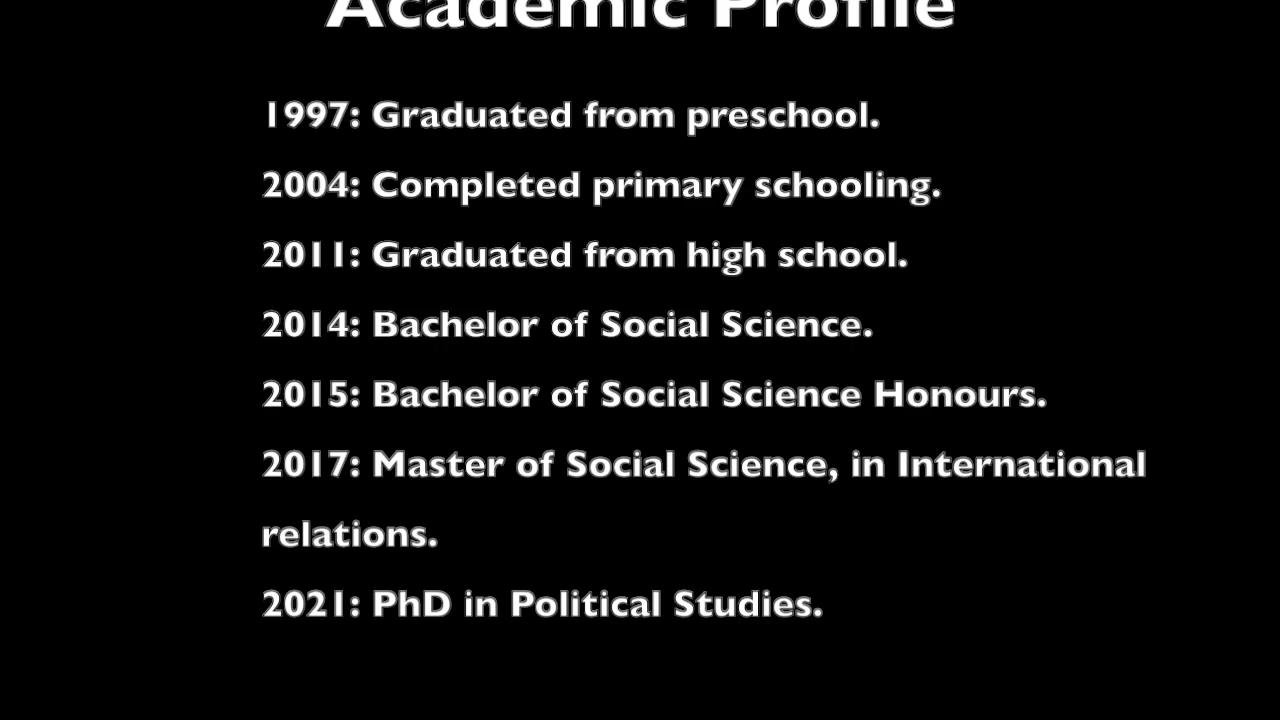 Academic Profile
1997: Graduated from preschool.
2004: Completed primary schooling.
2011: Graduated from high school.
2014: Bachelor of Social Science.
2015: Bachelor of Social Science Honours.
2017: Master of Social Science, in International
relations.
2021: PhD in Political Studies.